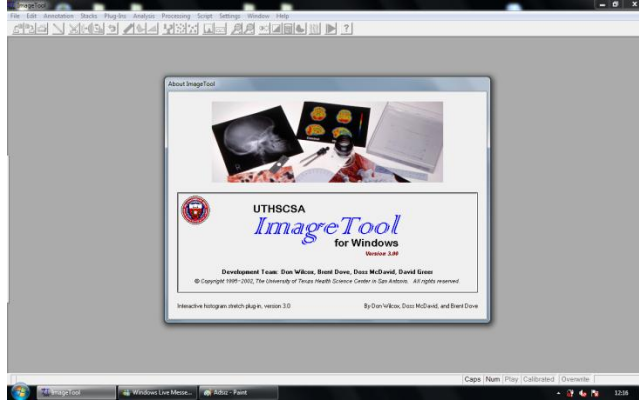 ImageTool
File Edit Annotation Stacks Plug-Ins Analysis Processing Script Settings Window Help
About ImageTool
UTHSCSA
ImageTool
for Windows
Version 3.00
Development Team: Don Wilcox, Brent Dove, Doss McDavid, David Greer
© Copyright 1995-2002, The University of Texas Health Science Center in San Antonio. All rights reserved.
Interactive histogram stretch plug-in, version 3.0
By Don Wilcox, Doss McDavid, and Brent Dove
Caps Num Play Calibrated Overwrite
ImageTool
Windows Live Messe...
Adsız - Paint